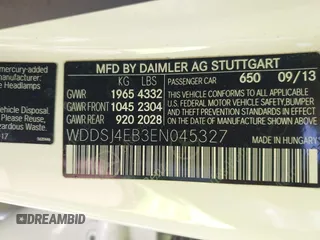 mercury-added
e Headlamps
Vehicle Disposal.
azardous Waste.
MFD BY DAIMLER AG STUTTGART
KG LBS
PASSENGER CAR
650 09/13
GVWR 1965 4332
GAWR FRONT 1045 2304
GAWR REAR 920 2028
THIS VEHICLE CONFORMS TO ALL APPLICABLE
FEDERAL MOTOR VEHICLE SAFETY, BUMPER,
AND THEFT PREVENTION STANDARDS IN EFFECT
ON THE DATE OF MANUFACTURE SHOWN ABOVE.
WDDSJ4EB3EN045327
MADE IN HUNGARY
DREAMBID